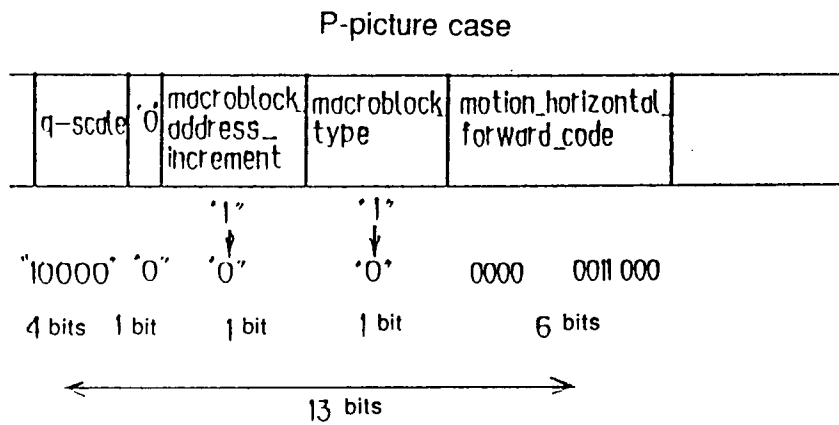 P-picture case
q-scale '0' macroblock_ address_ increment macroblock_ type motion_horizontal_ forward_code
"1" "1"
"10000" "0" "0" "0" 0000 0011 000
4 bits 1 bit 1 bit 1 bit 6 bits
13 bits